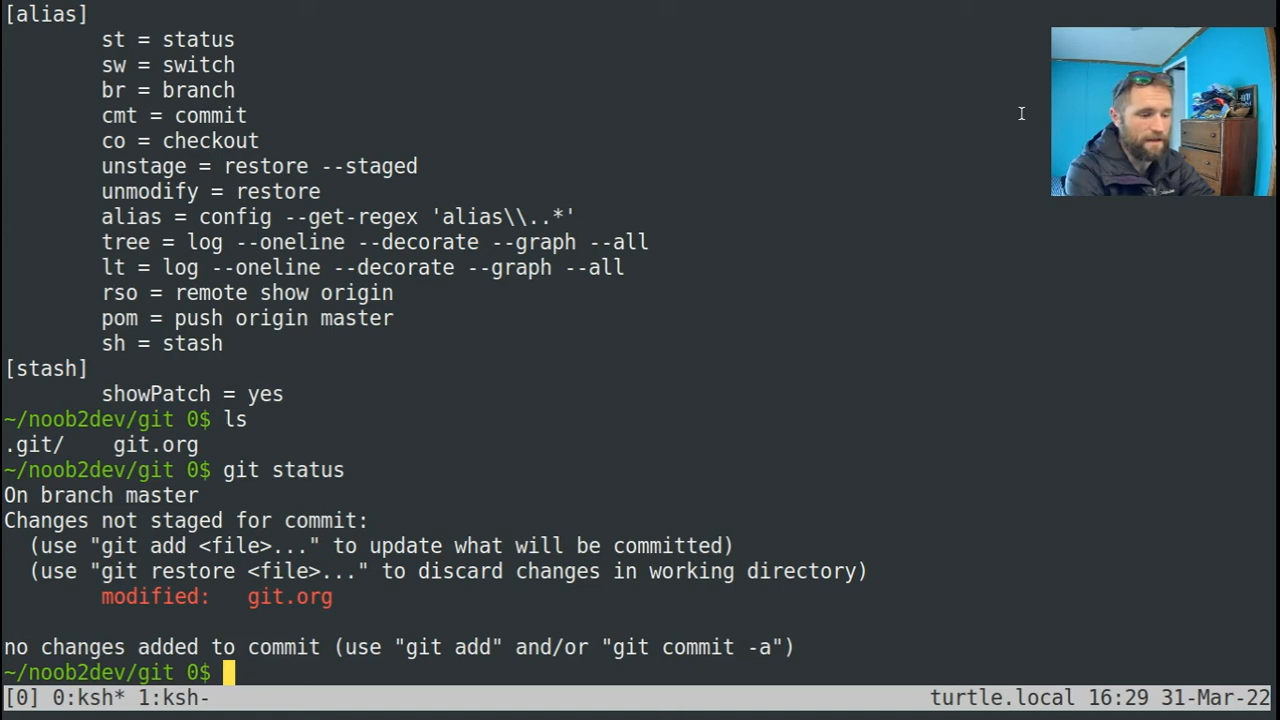 [alias]
st = status
sw = switch
br = branch
cmt = commit
co = checkout
unstage = restore --staged
unmodify = restore
alias = config --get-regex 'alias\\..*'
tree = log --oneline --decorate --graph --all
lt = log --oneline --decorate --graph --all
rso = remote show origin
pom = push origin master
sh = stash
[stash]
showPatch = yes
~/noob2dev/git 0$ ls
.git/    git.org
~/noob2dev/git 0$ git status
On branch master
Changes not staged for commit:
(use "git add <file>..." to update what will be committed)
(use "git restore <file>..." to discard changes in working directory)
modified:   git.org
no changes added to commit (use "git add" and/or "git commit -a")
~/noob2dev/git 0$
[0] 0:ksh* 1:ksh- turtle.local 16:29 31-Mar-22